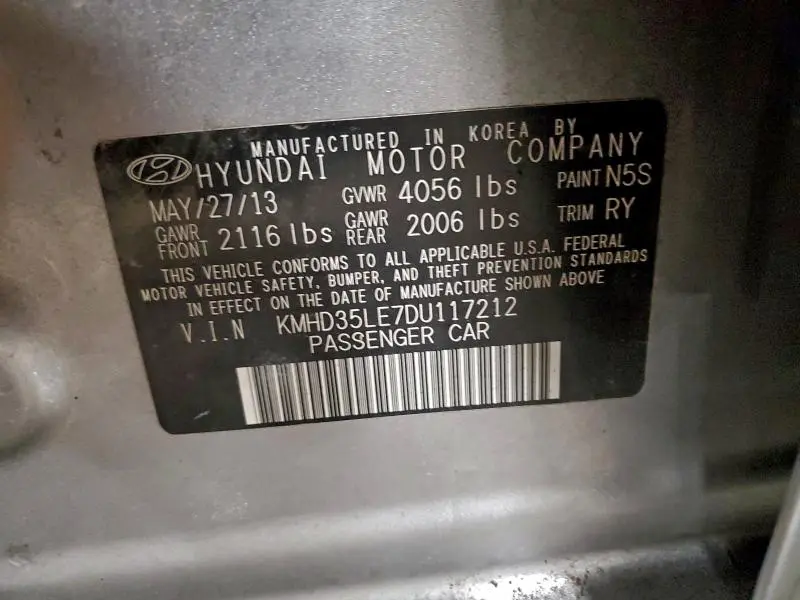 MANUFACTURED IN KOREA BY
HYUNDAI MOTOR COMPANY
MAY/27/13 GVWR 4056 lbs PAINT N5S
GAWR FRONT 2116 lbs GAWR REAR 2006 lbs TRIM RY
THIS VEHICLE CONFORMS TO ALL APPLICABLE U.S.A. FEDERAL
MOTOR VEHICLE SAFETY, BUMPER, AND THEFT PREVENTION STANDARDS
IN EFFECT ON THE DATE OF MANUFACTURE SHOWN ABOVE
V.I.N KMHD35LE7DU117212
PASSENGER CAR